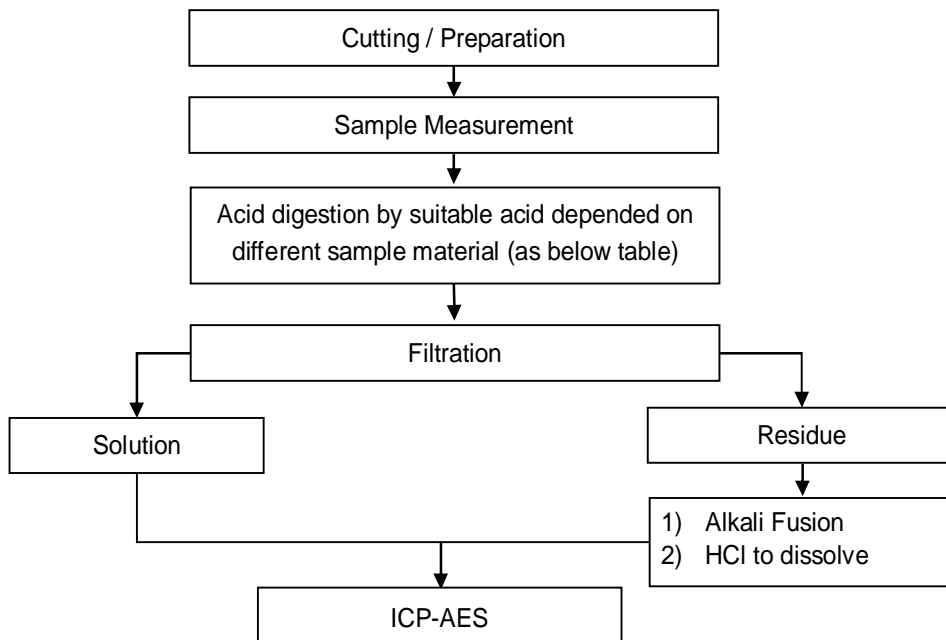 Cutting / Preparation
Sample Measurement
Acid digestion by suitable acid depended on
different sample material (as below table)
Filtration
Solution
Residue
1) Alkali Fusion
2) HCl to dissolve
ICP-AES